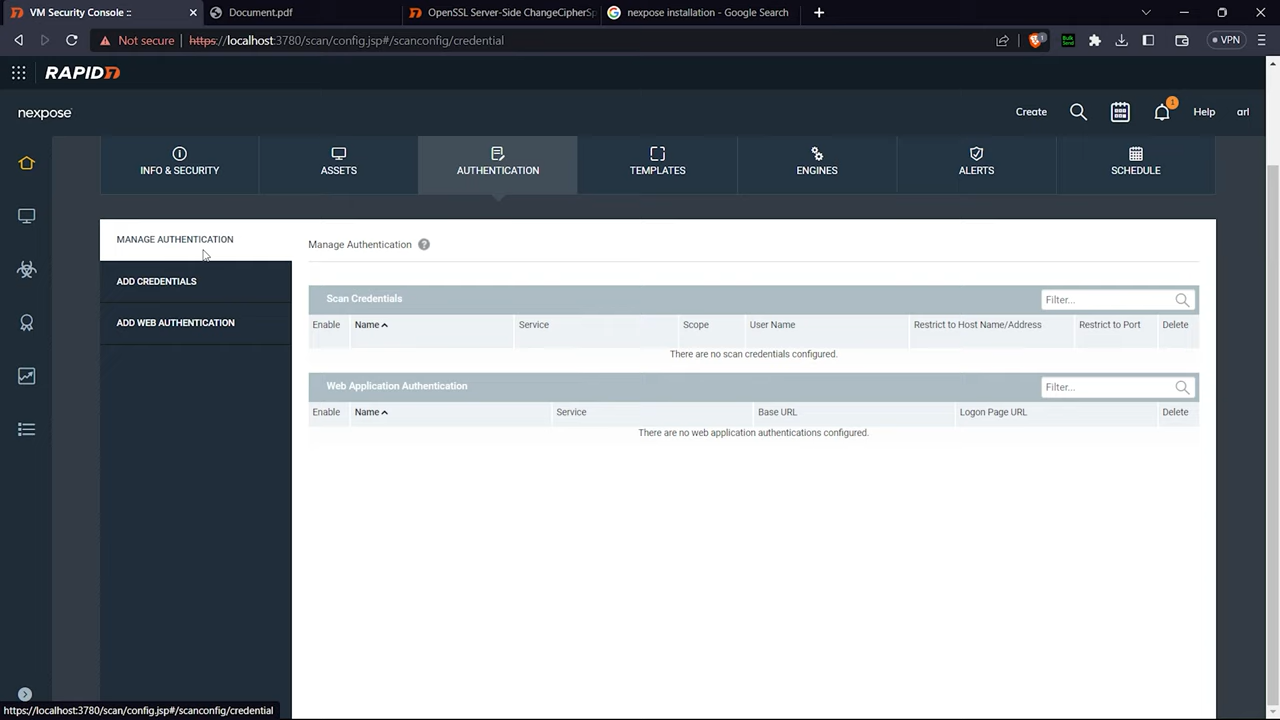 VM Security Console ::
Document.pdf
OpenSSL Server-Side ChangeCipherSp
nexpose installation - Google Search
Not secure
https://localhost:3780/scan/config.jsp#/scanconfig/credential
1
VPN
RAPID7
nexpose
Create
1
Help
arl
INFO & SECURITY
ASSETS
AUTHENTICATION
TEMPLATES
ENGINES
ALERTS
SCHEDULE
MANAGE AUTHENTICATION
ADD CREDENTIALS
ADD WEB AUTHENTICATION
Manage Authentication ?
Scan Credentials
Filter...
Enable Name Service Scope User Name Restrict to Host Name/Address Restrict to Port Delete
There are no scan credentials configured.
Web Application Authentication
Filter...
Enable Name Service Base URL Logon Page URL Delete
There are no web application authentications configured.
https://localhost:3780/scan/config.jsp#/scanconfig/credential